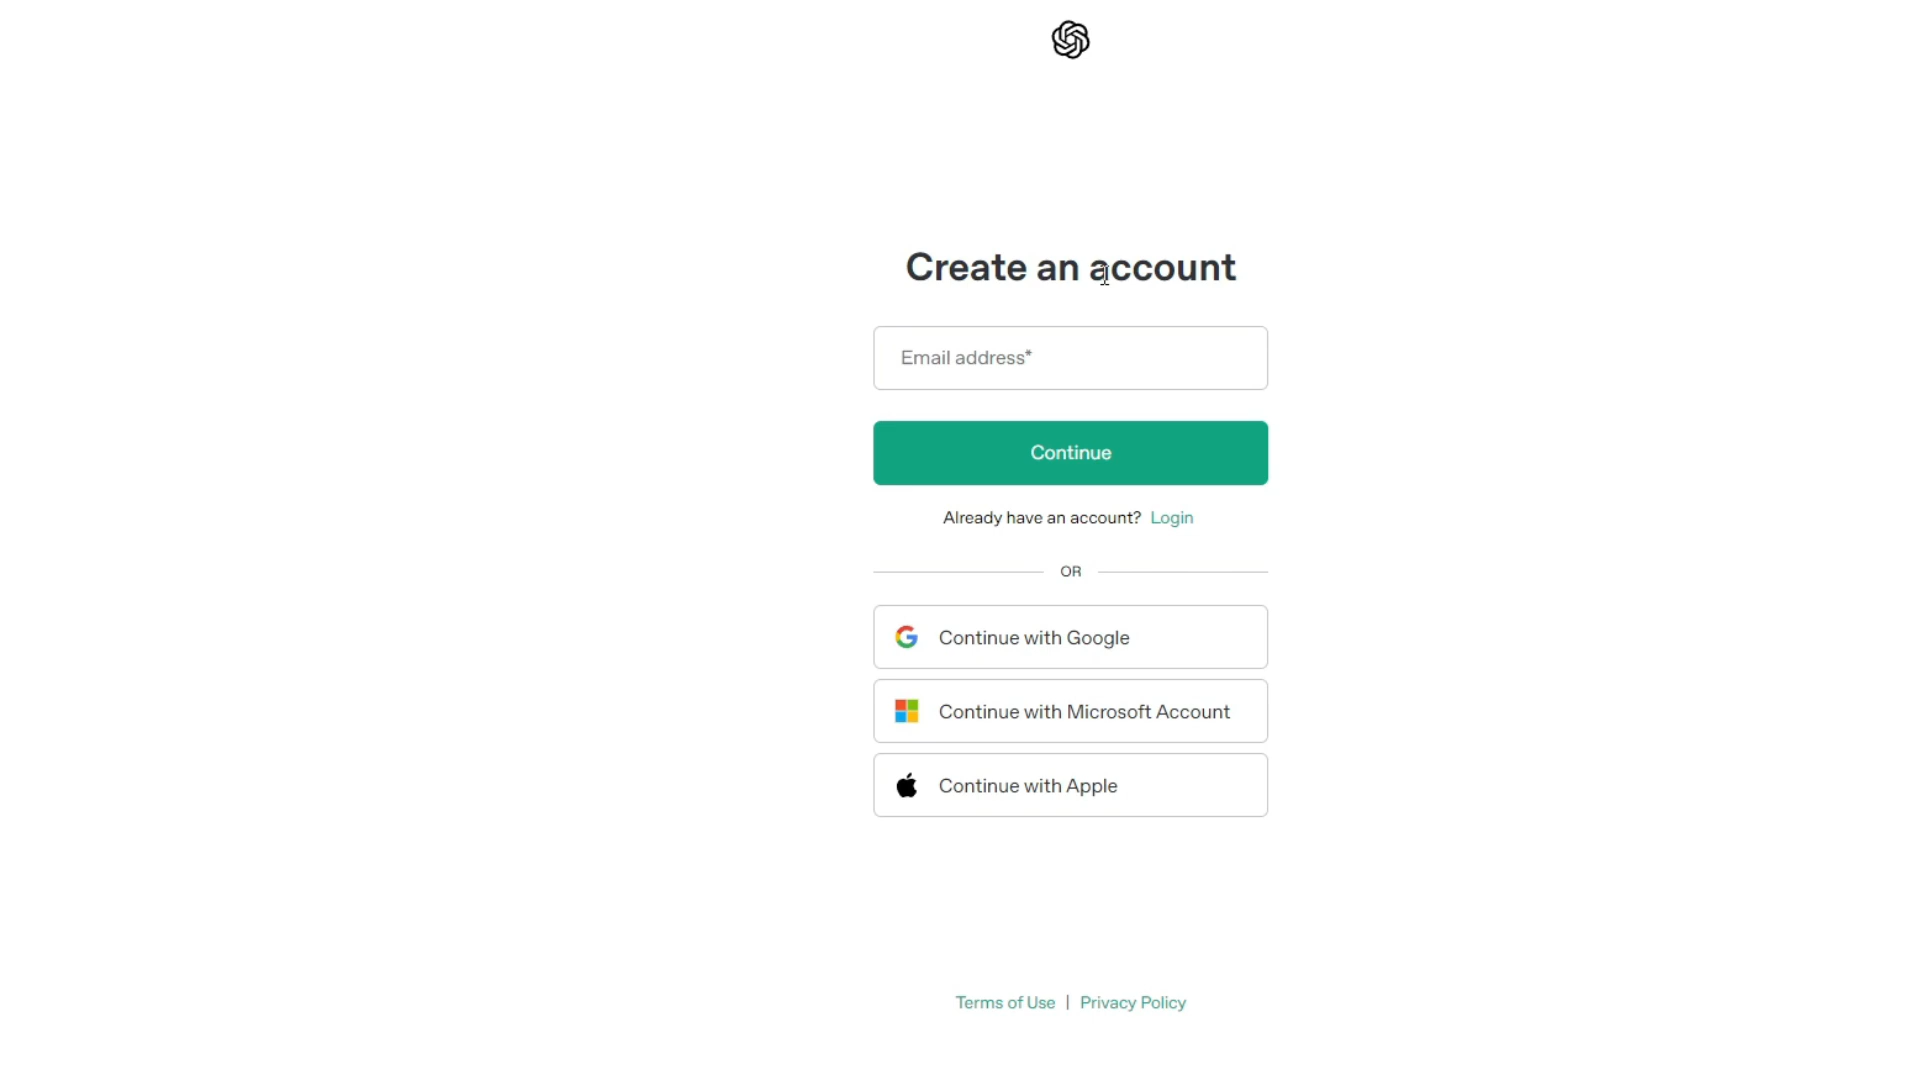 Create an account
Email address*
Continue
Already have an account? Login
OR
Continue with Google
Continue with Microsoft Account
Continue with Apple
Terms of Use | Privacy Policy